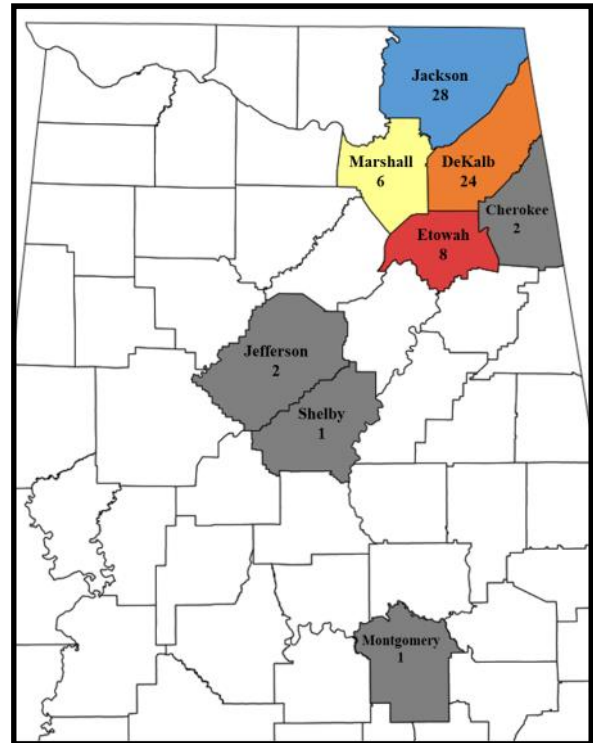 Jackson
28
Marshall
6
DeKalb
24
Cherokee
2
Etowah
8
Jefferson
2
Shelby
1
Montgomery
1